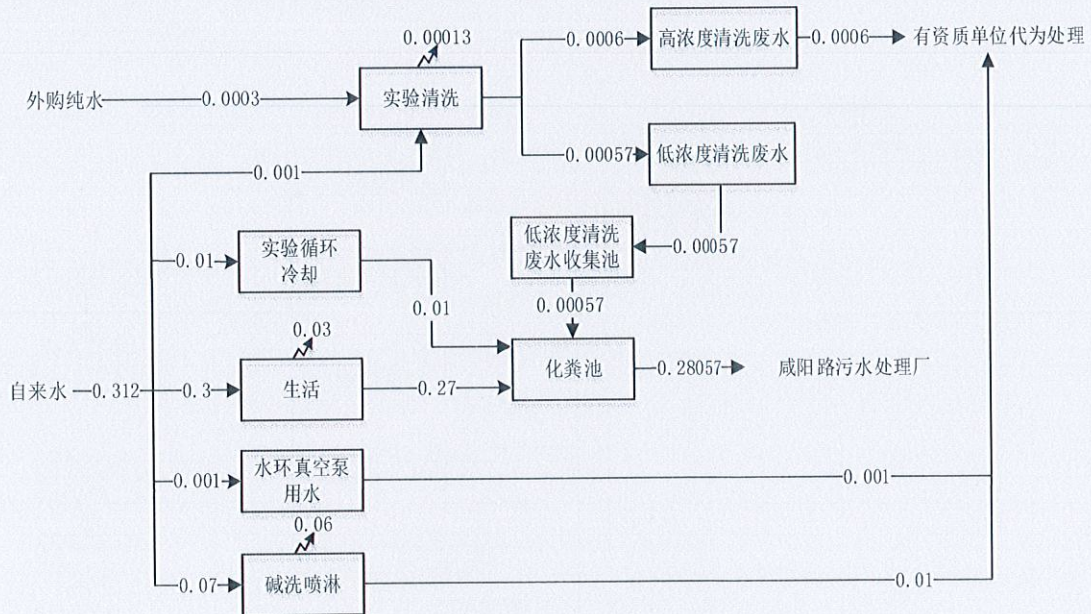 0.00013
0.0006
高浓度清洗废水
0.0006
有资质单位代为处理
外购纯水
0.0003
实验清洗
0.00057
低浓度清洗废水
0.001
0.01
实验循环
冷却
低浓度清洗
废水收集池
0.00057
0.01
0.00057
0.03
自来水
0.312
0.3
生活
0.27
化粪池
0.28057
咸阳路污水处理厂
0.001
水环真空泵
用水
0.001
0.06
0.07
碱洗喷淋
0.01